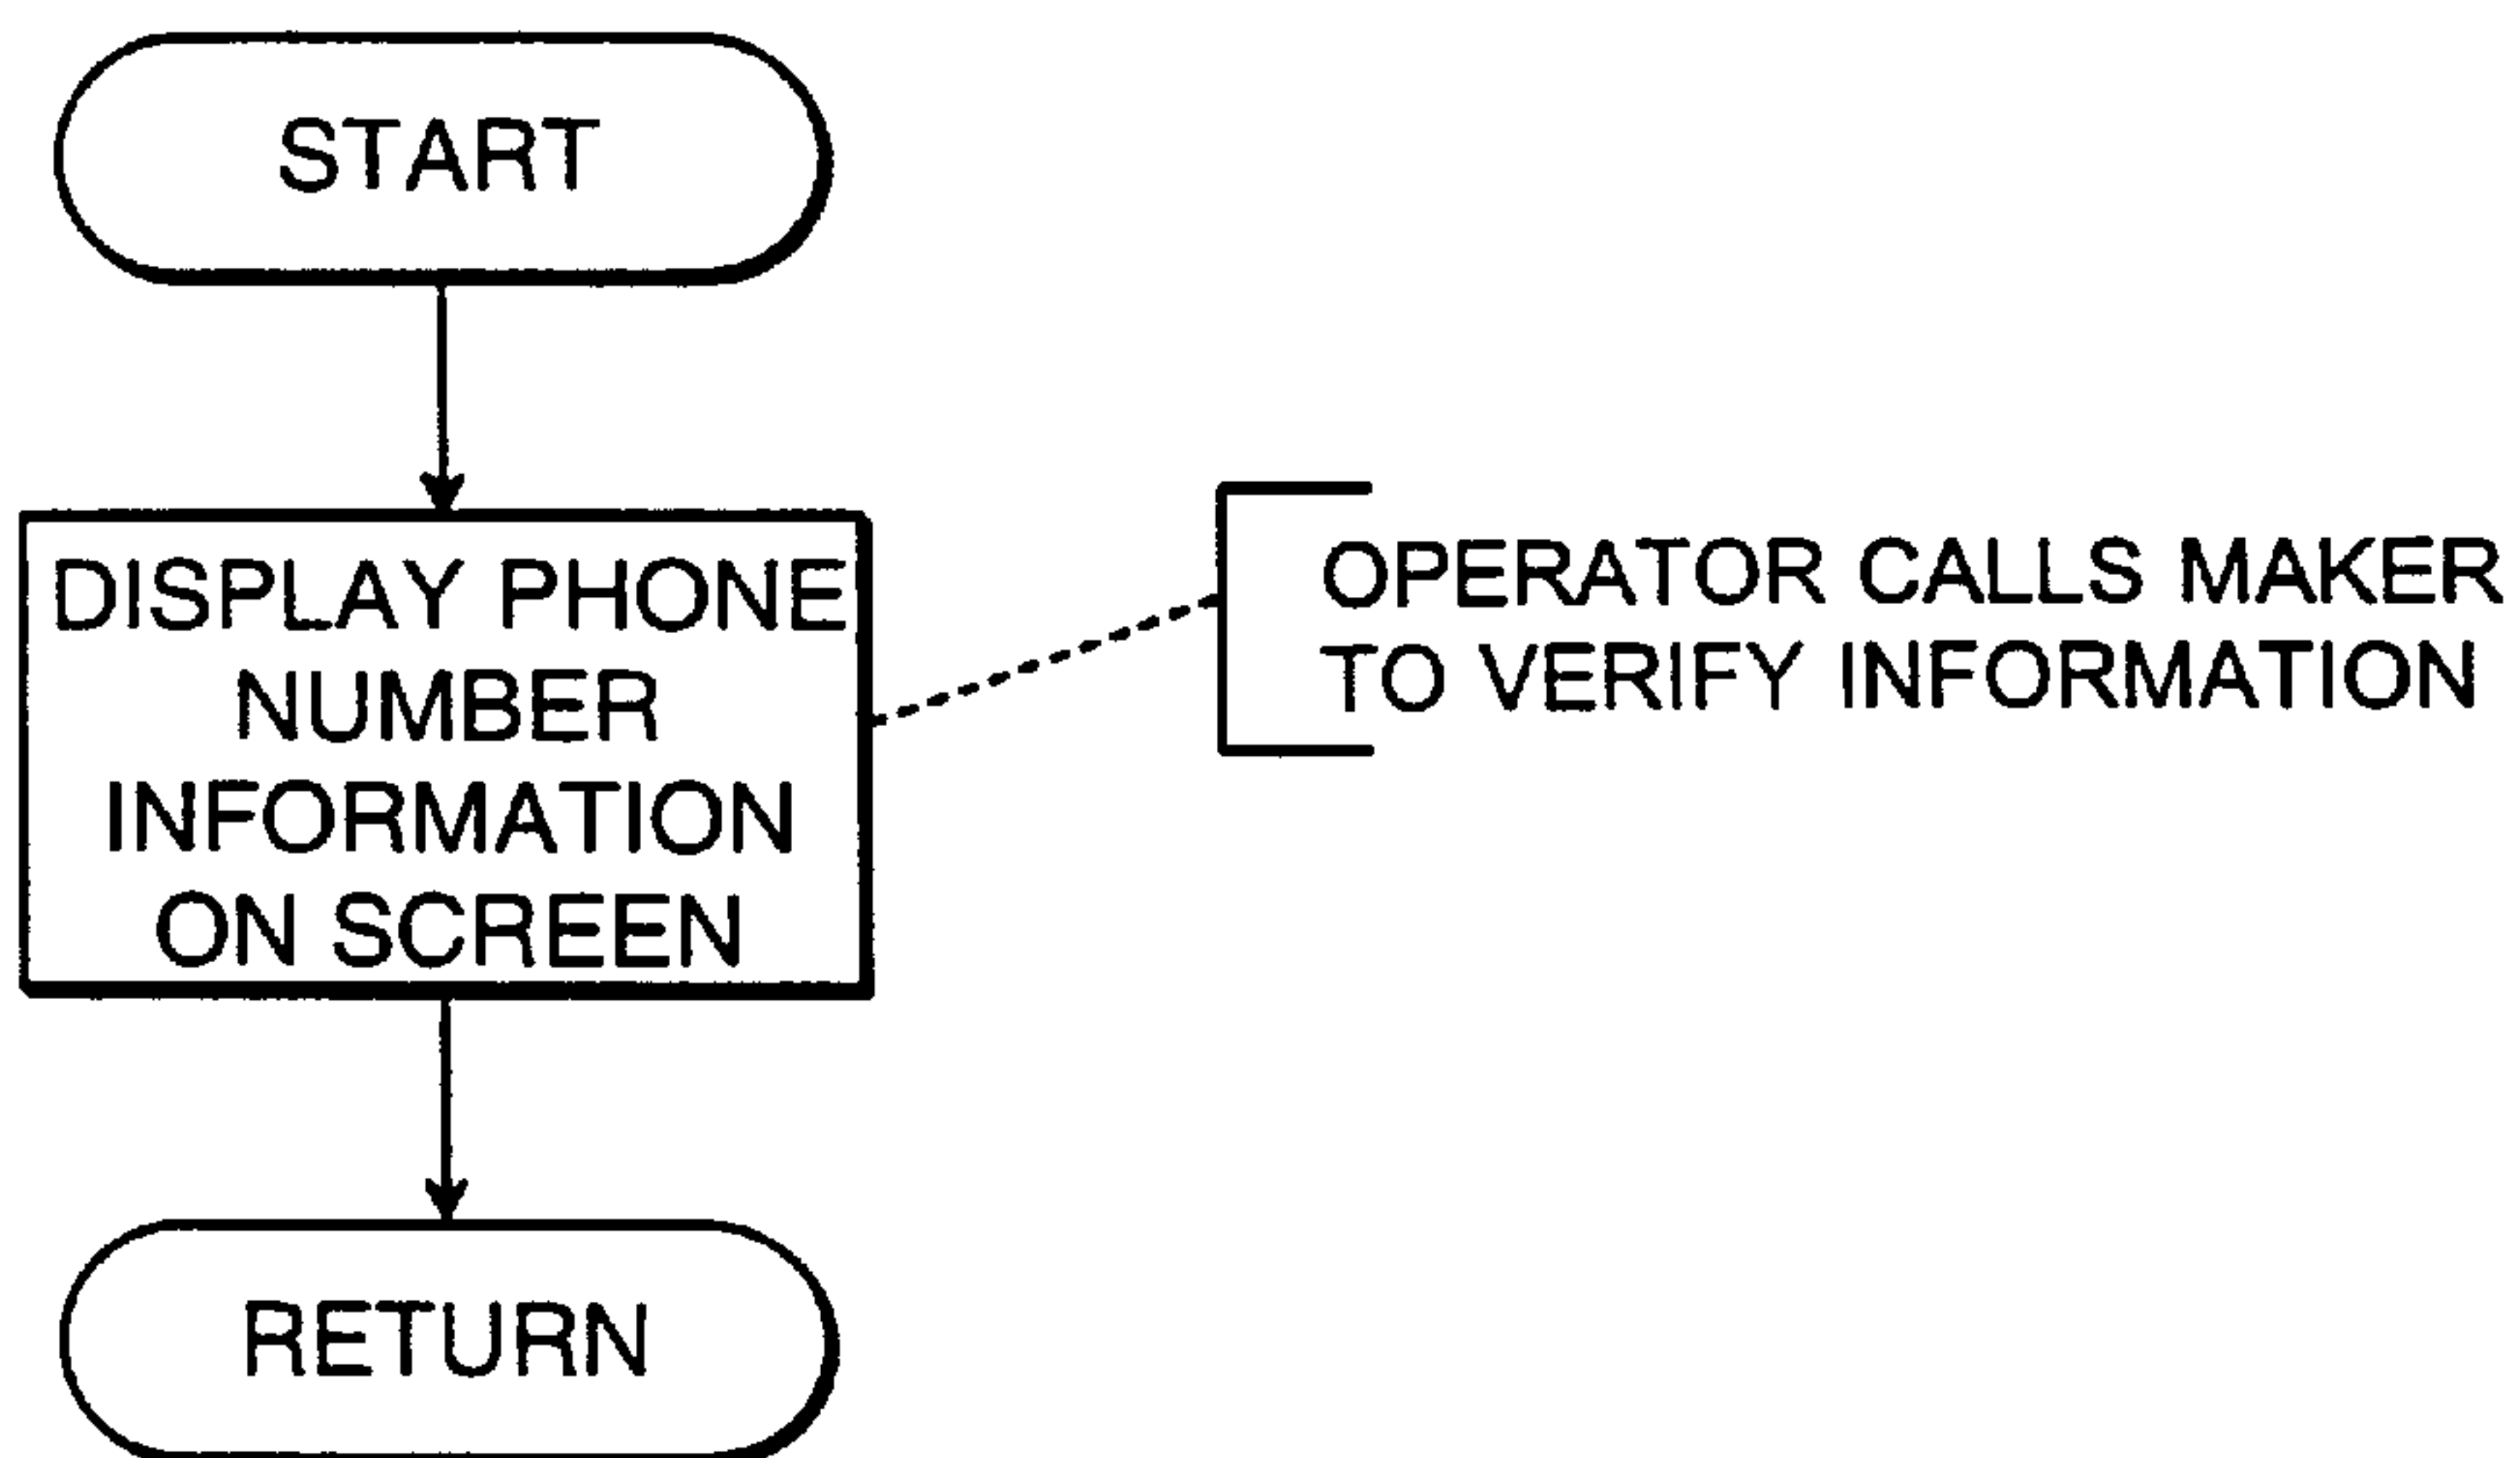 START
DISPLAY PHONE
NUMBER
INFORMATION
ON SCREEN
OPERATOR CALLS MAKER
TO VERIFY INFORMATION
RETURN